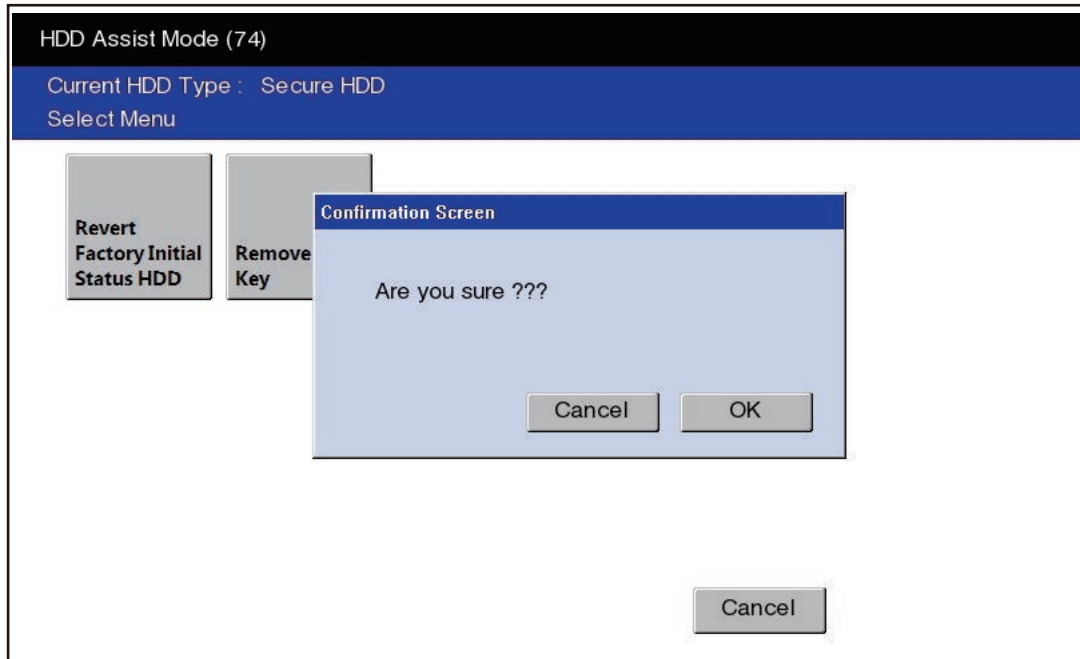 HDD Assist Mode (74)
Current HDD Type : Secure HDD
Select Menu
Revert
Factory Initial
Status HDD
Remove
Key
Confirmation Screen
Are you sure ???
Cancel
OK
Cancel